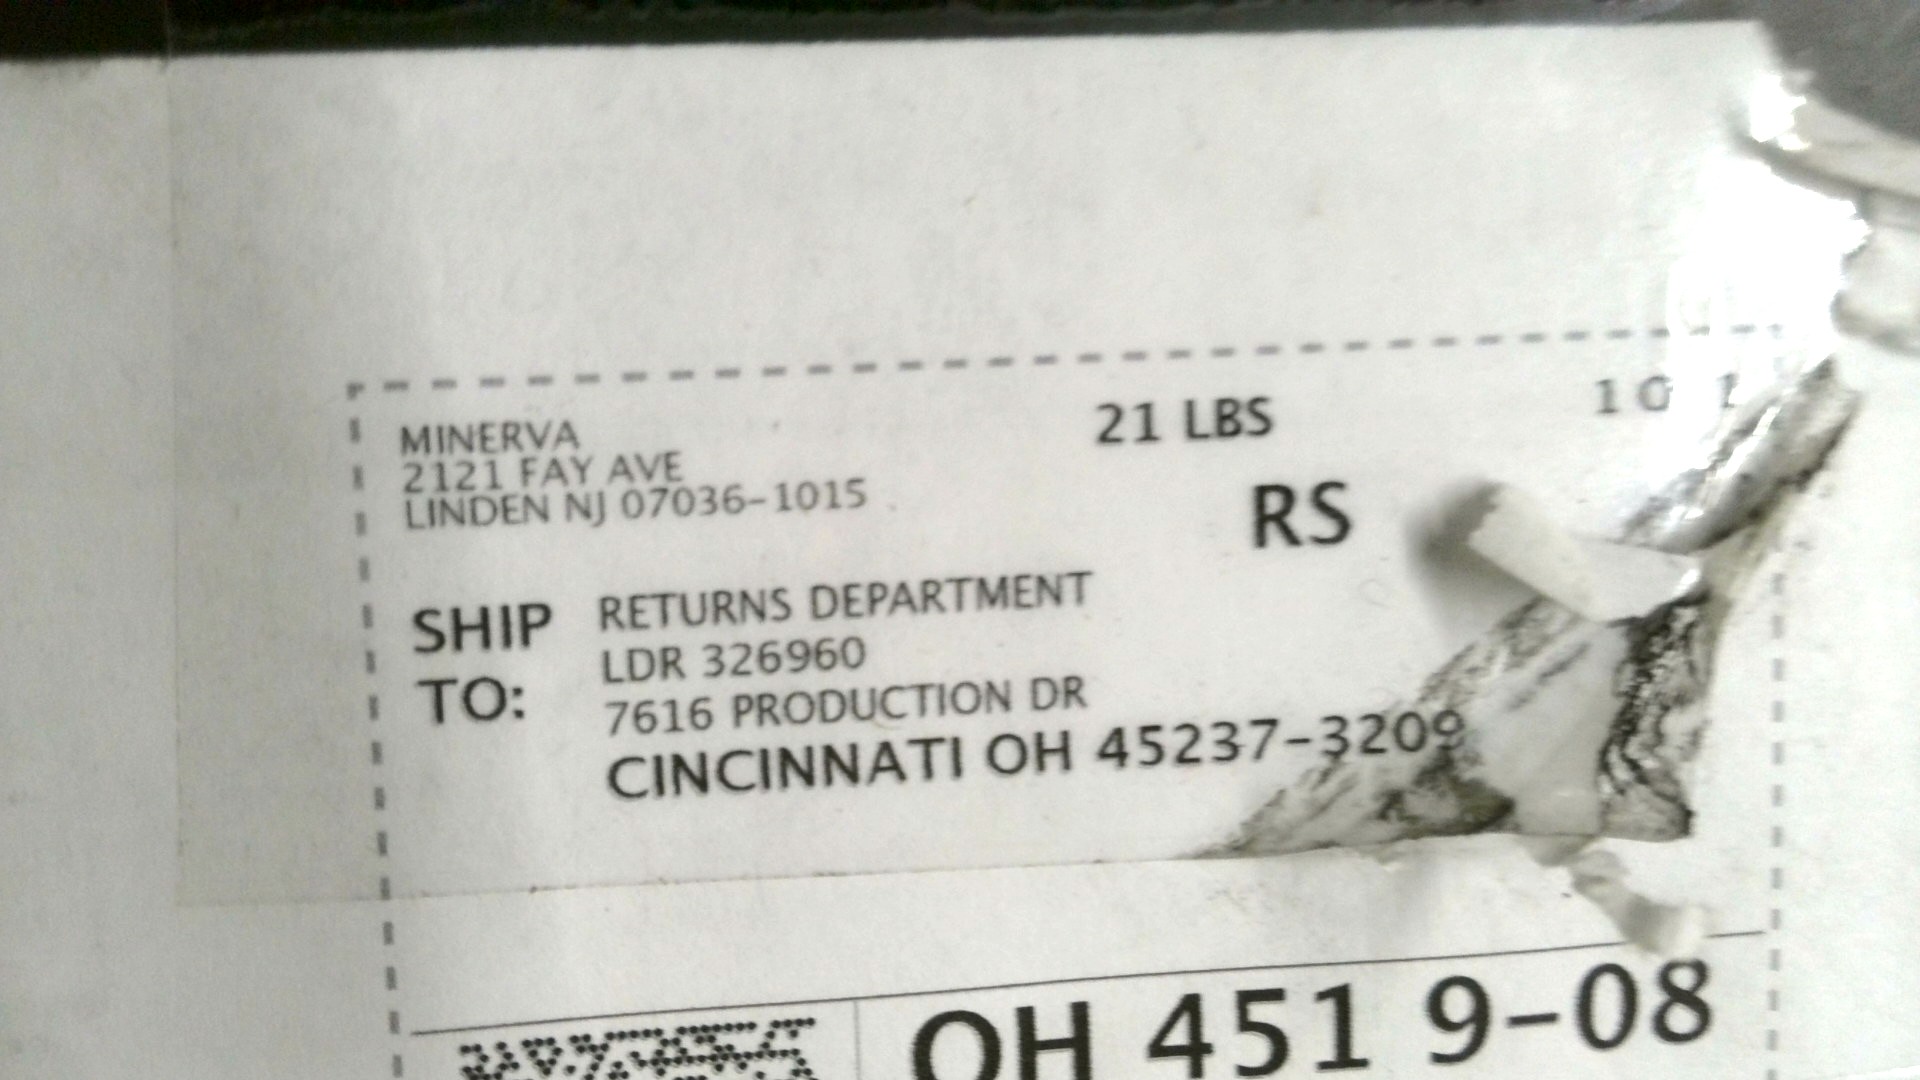 MINERVA
2121 FAY AVE
LINDEN NJ 07036-1015
21 LBS
RS
SHIP TO:
RETURNS DEPARTMENT
LDR 326960
7616 PRODUCTION DR
CINCINNATI OH 45237-3209
OH 451 9-08